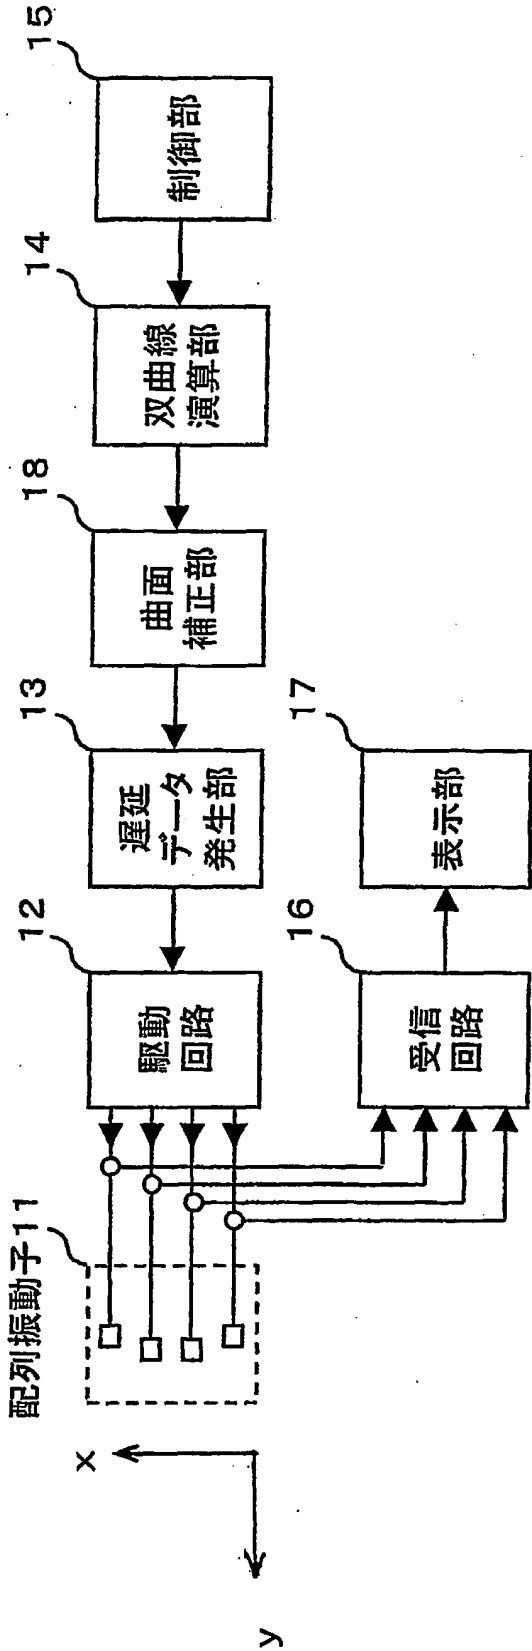 配列振動子11
12
駆動
回路
13
遅延
データ
発生部
18
曲面
補正部
14
双曲線
演算部
15
制御部
16
受信
回路
17
表示部
x
y